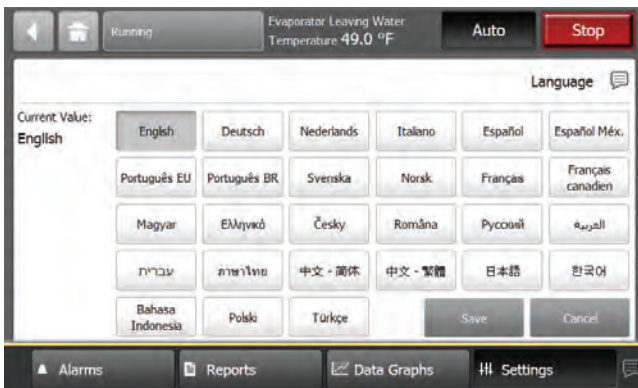 Running
Evaporator Leaving Water
Temperature 49.0 °F
Auto
Stop
Language
Current Value:
English
English
Deutsch
Nederlands
Italiano
Español
Español Méx.
Português EU
Português BR
Svenska
Norsk
Français
Français
canadien
Magyar
Ελληνικά
Česky
Româna
Русский
العربية
עברית
ภาษาไทย
中文 - 简体
中文 - 繁體
日本語
한국어
Bahasa
Indonesia
Polski
Türkçe
Save
Cancel
Alarms
Reports
Data Graphs
Settings